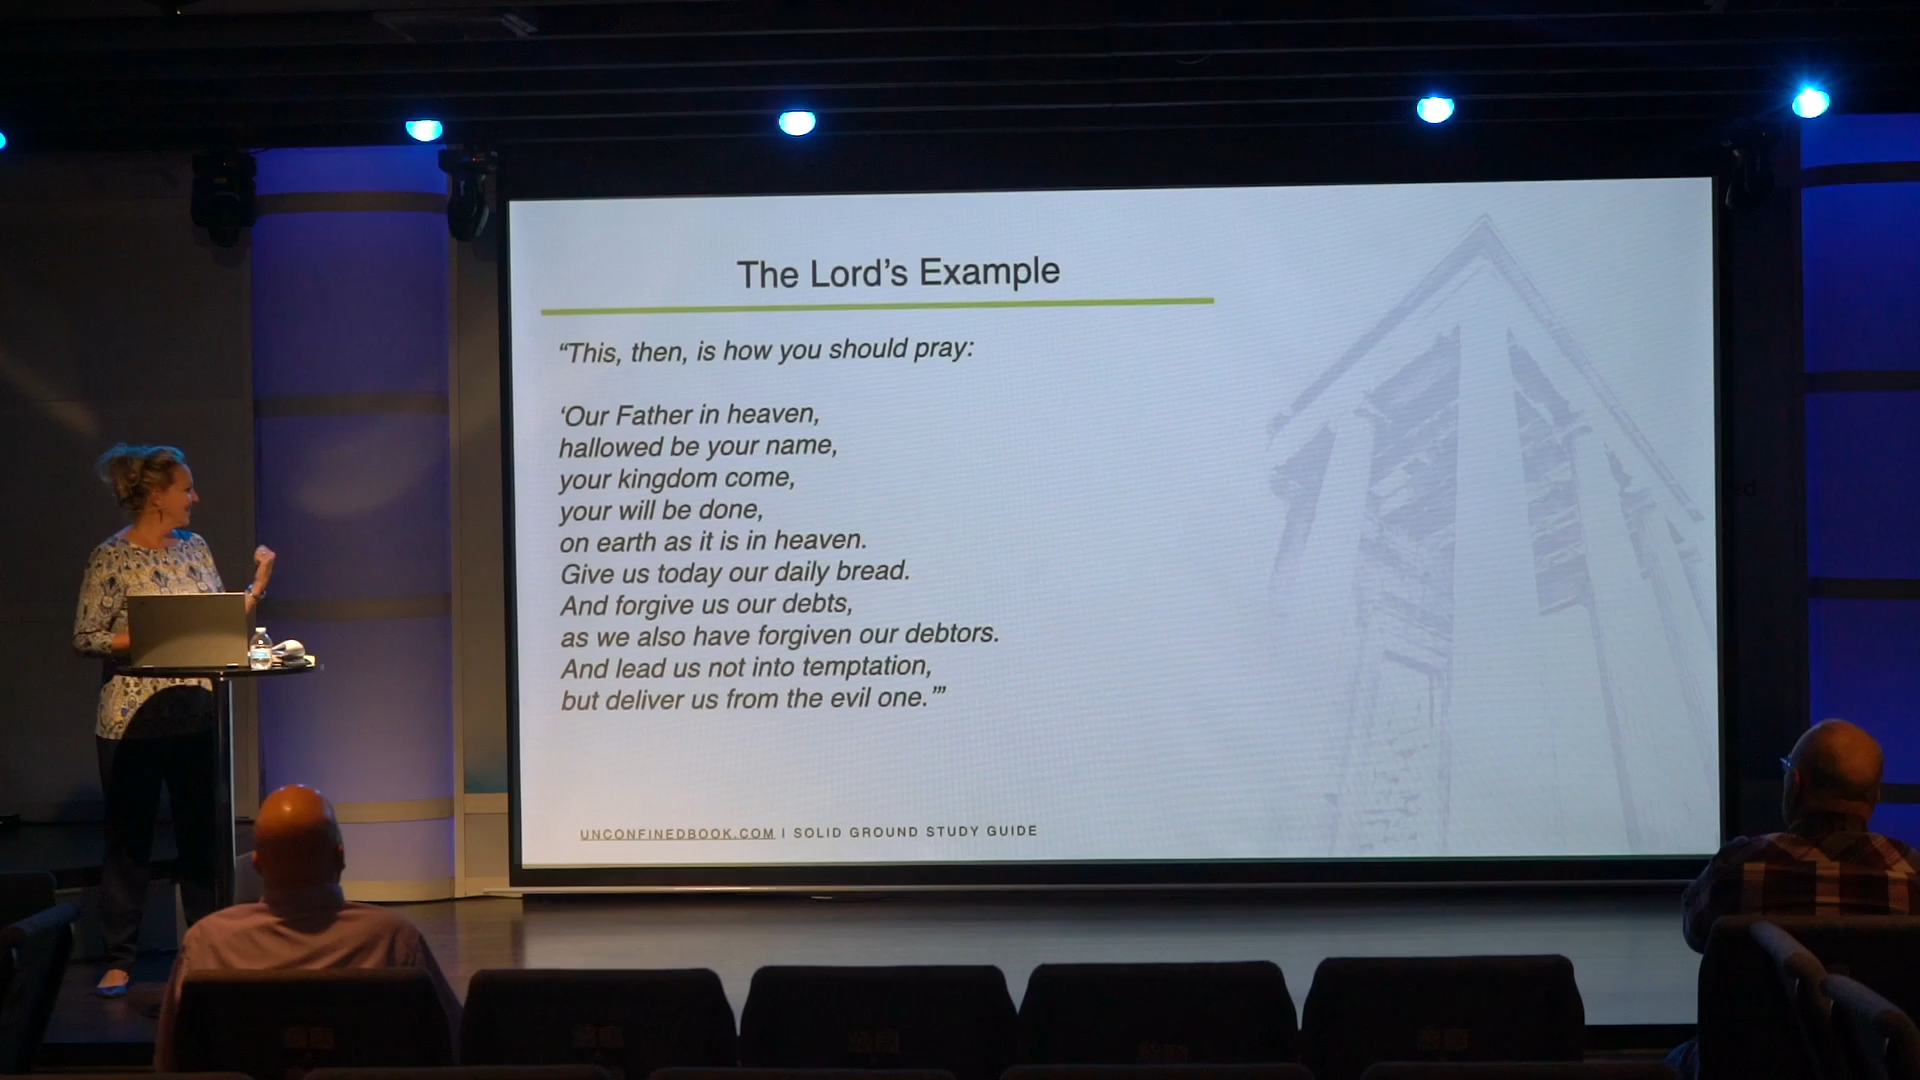 The Lord’s Example
“This, then, is how you should pray:
‘Our Father in heaven,
hallowed be your name,
your kingdom come,
your will be done,
on earth as it is in heaven.
Give us today our daily bread.
And forgive us our debts,
as we also have forgiven our debtors.
And lead us not into temptation,
but deliver us from the evil one.’”
UNCONFINEDBOOK.COM | SOLID GROUND STUDY GUIDE